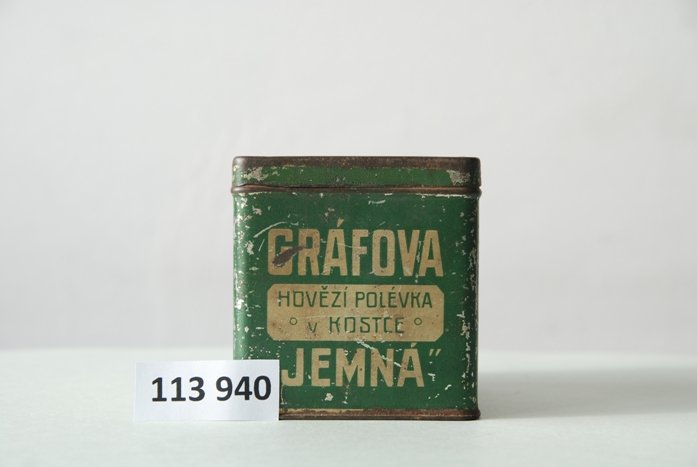 GRÁFOVA
HOVĚZÍ POLÉVKA
v KOSTCE
JEMNÁ"
113 940